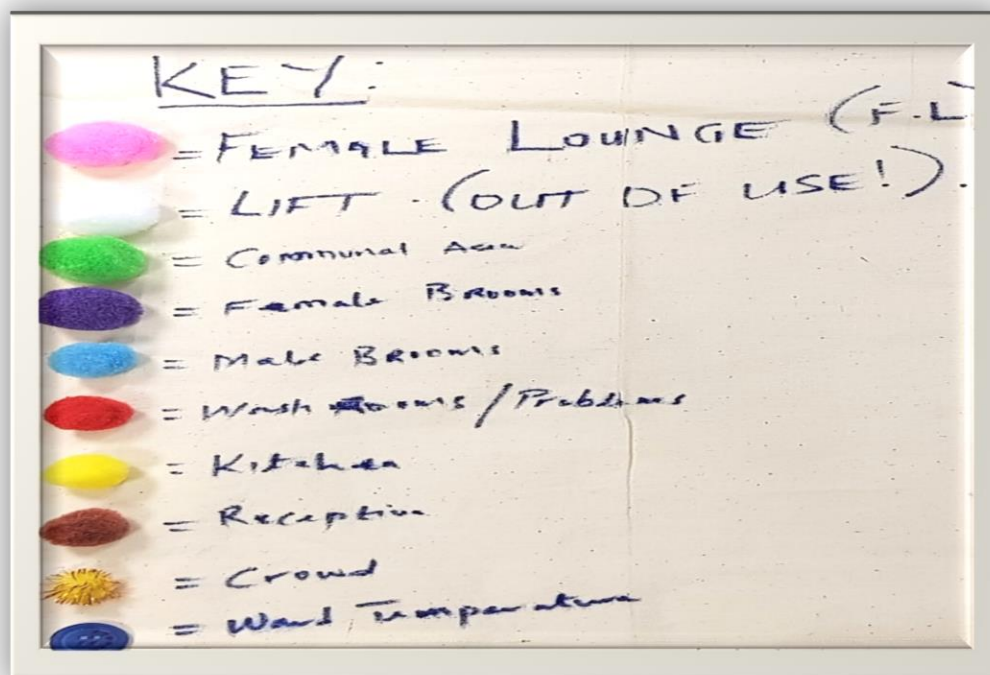 KEY:
= FEMALE LOUNGE (F.L)
= LIFT. (OUT OF USE!).
= Communal Area
= Female BRooms
= Male BRooms
= Wash Rooms / Problems
= Kitchen
= Reception
= Crowd
= Ward Temperature